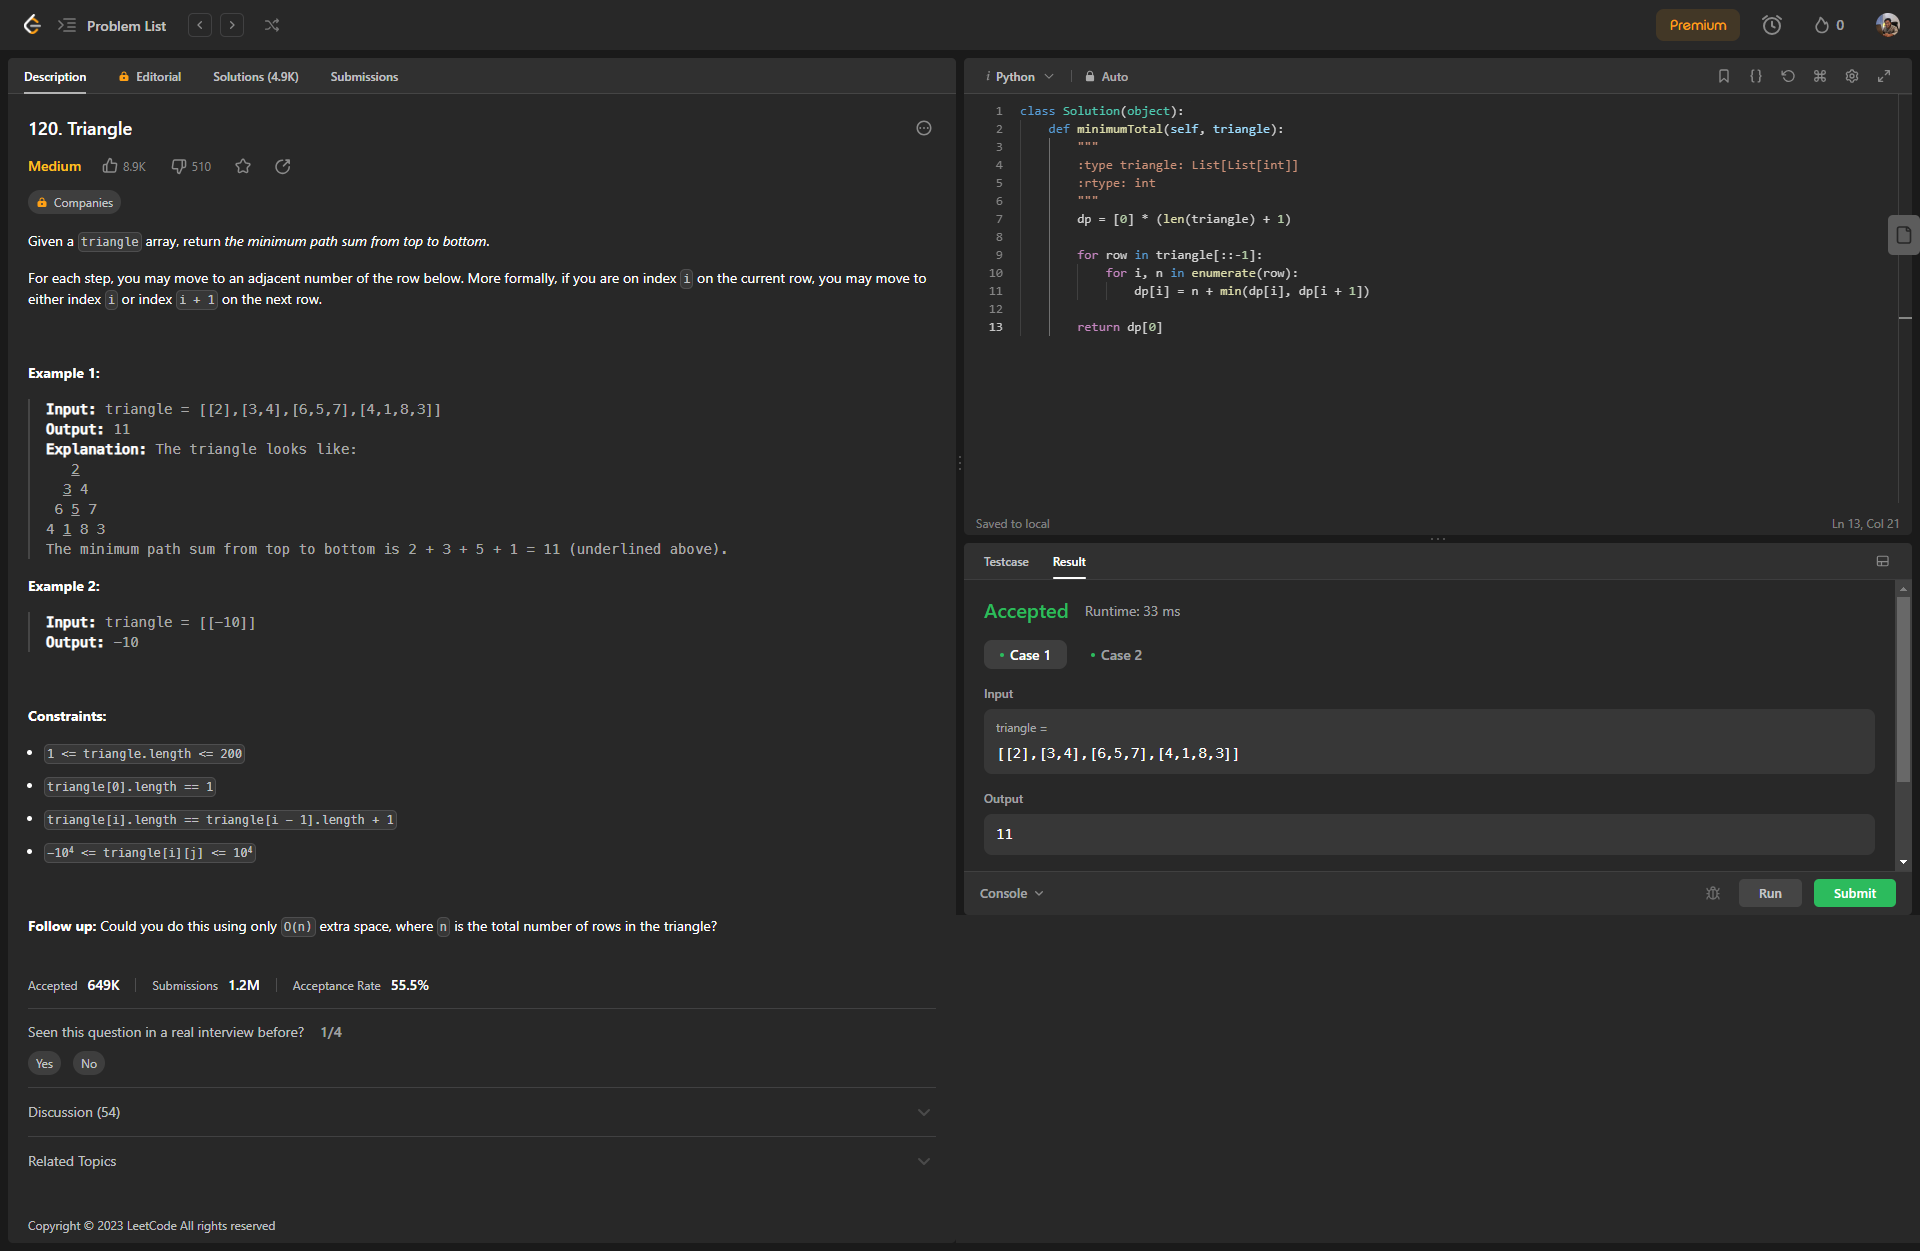 Problem List
Premium
0
Description
Editorial
Solutions (4.9K)
Submissions
120. Triangle
Medium
8.9K
510
Companies
Given a triangle array, return the minimum path sum from top to bottom.
For each step, you may move to an adjacent number of the row below. More formally, if you are on index i on the current row, you may move to
either index i or index i + 1 on the next row.
Example 1:
Input: triangle = [[2],[3,4],[6,5,7],[4,1,8,3]]
Output: 11
Explanation: The triangle looks like:
   2
  3 4
 6 5 7
4 1 8 3
The minimum path sum from top to bottom is 2 + 3 + 5 + 1 = 11 (underlined above).
Example 2:
Input: triangle = [[-10]]
Output: -10
Constraints:
• 1 <= triangle.length <= 200
• triangle[0].length == 1
• triangle[i].length == triangle[i - 1].length + 1
• -10⁴ <= triangle[i][j] <= 10⁴
Follow up: Could you do this using only O(n) extra space, where n is the total number of rows in the triangle?
Accepted 649K
Submissions 1.2M
Acceptance Rate 55.5%
Seen this question in a real interview before? 1/4
Yes
No
Discussion (54)
Related Topics
Copyright © 2023 LeetCode All rights reserved
i Python
Auto
1 class Solution(object):
2     def minimumTotal(self, triangle):
3         """
4         :type triangle: List[List[int]]
5         :rtype: int
6         """
7         dp = [0] * (len(triangle) + 1)
8
9         for row in triangle[::-1]:
10             for i, n in enumerate(row):
11                 dp[i] = n + min(dp[i], dp[i + 1])
12
13         return dp[0]
Saved to local
Ln 13, Col 21
Testcase
Result
Accepted
Runtime: 33 ms
• Case 1
• Case 2
Input
triangle =
[[2],[3,4],[6,5,7],[4,1,8,3]]
Output
11
Console
Run
Submit